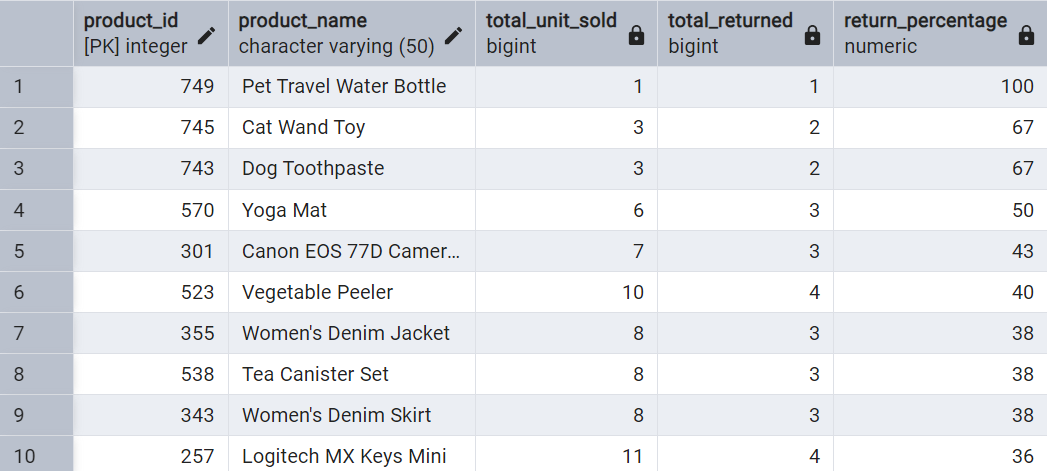 product_id product_name total_unit_sold total_returned return_percentage
[PK] integer character varying (50) bigint bigint numeric
1 749 Pet Travel Water Bottle 1 1 100
2 745 Cat Wand Toy 3 2 67
3 743 Dog Toothpaste 3 2 67
4 570 Yoga Mat 6 3 50
5 301 Canon EOS 77D Camer... 7 3 43
6 523 Vegetable Peeler 10 4 40
7 355 Women's Denim Jacket 8 3 38
8 538 Tea Canister Set 8 3 38
9 343 Women's Denim Skirt 8 3 38
10 257 Logitech MX Keys Mini 11 4 36